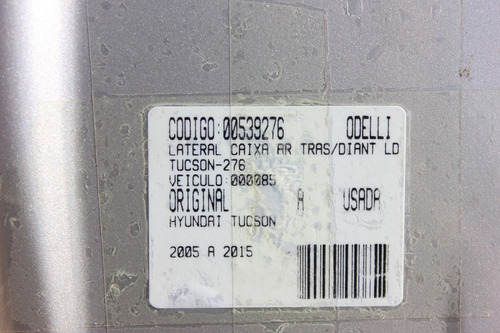 CODIGO:00539276 ODELLI
LATERAL CAIXA AR TRAS/DIANT LD
TUCSON-276
VEICULO:000085
ORIGINAL A USADA
HYUNDAI TUCSON
2005 A 2015